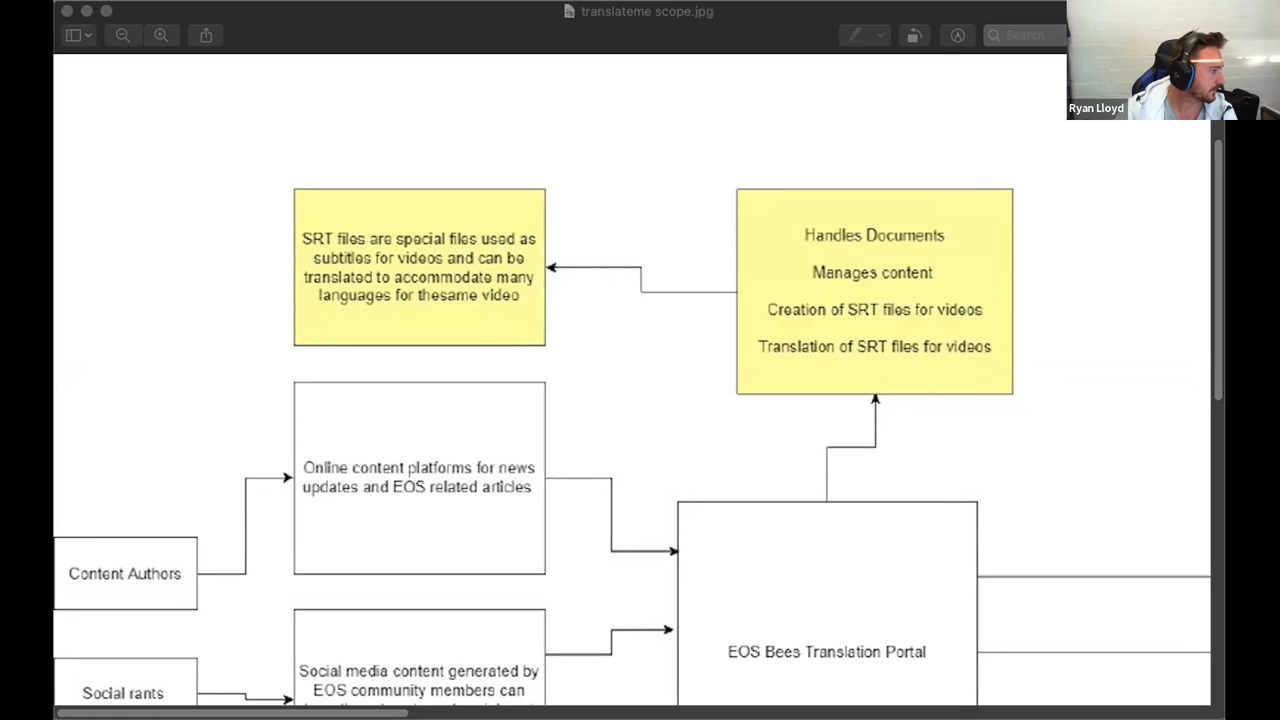 translateme scope.jpg
Search
Ryan Lloyd
SRT files are special files used as
subtitles for videos and can be
translated to accommodate many
languages for thesame video
Handles Documents
Manages content
Creation of SRT files for videos
Translation of SRT files for videos
Online content platforms for news
updates and EOS related articles
Content Authors
EOS Bees Translation Portal
Social rants
Social media content generated by
EOS community members can